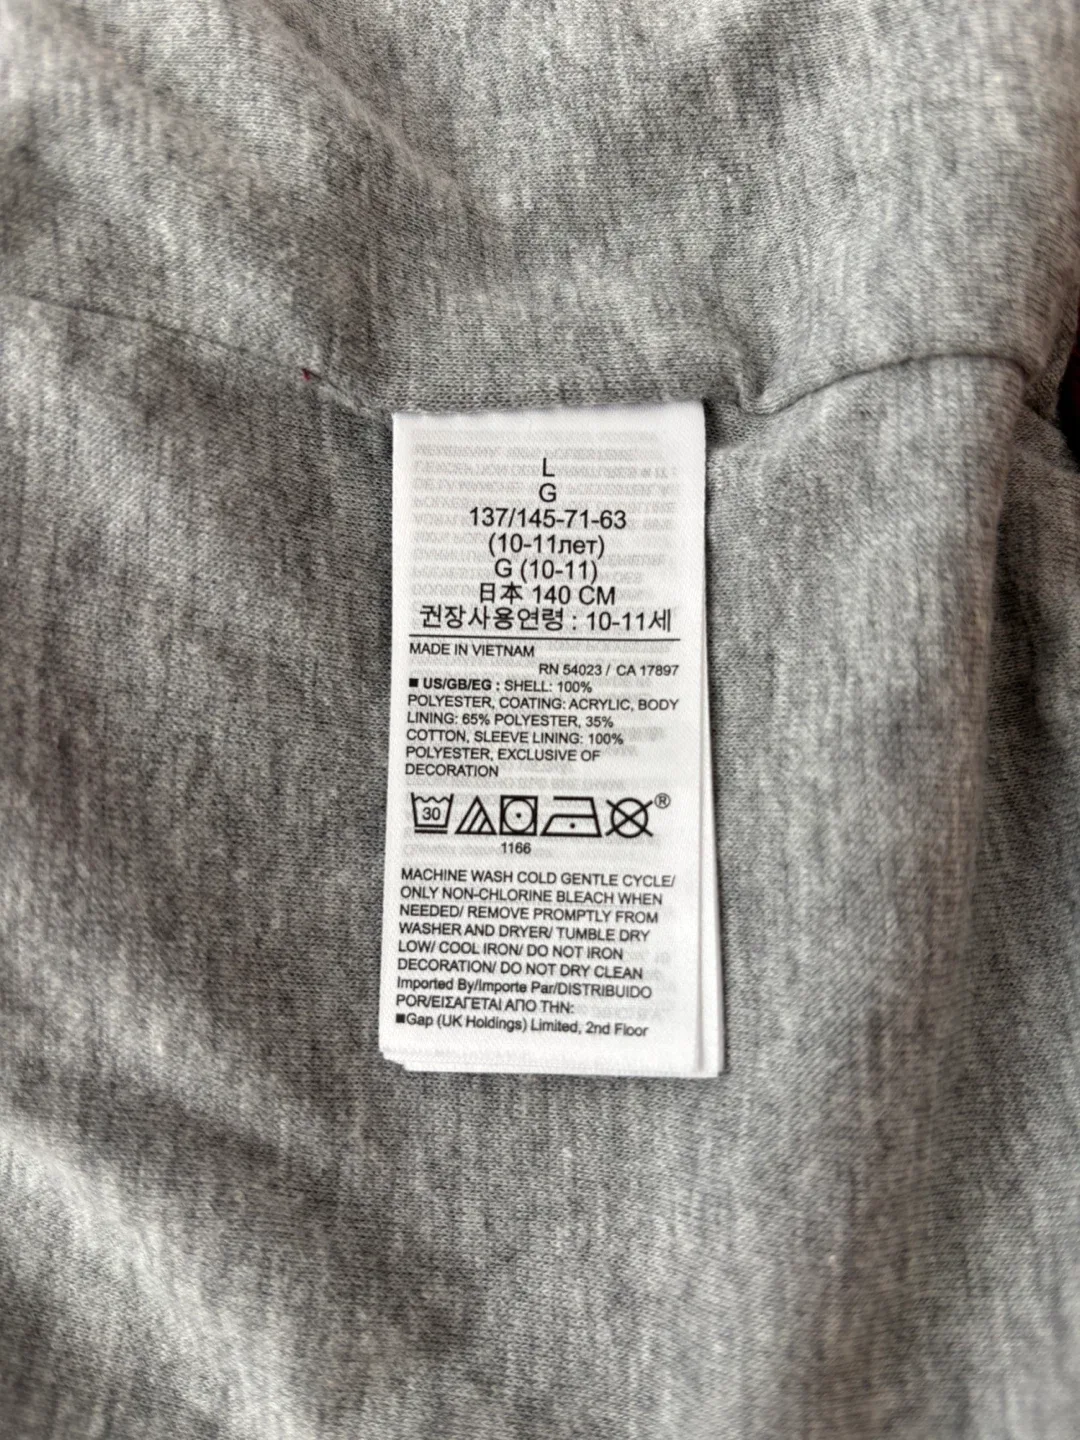 L
G
137/145-71-63
(10-11лет)
G (10-11)
日本 140 CM
권장사용연령 : 10-11세
MADE IN VIETNAM
RN 54023 / CA 17897
■ US/GB/EG : SHELL: 100%
POLYESTER, COATING: ACRYLIC, BODY
LINING: 65% POLYESTER, 35%
COTTON, SLEEVE LINING: 100%
POLYESTER, EXCLUSIVE OF
DECORATION
30 ®
1166
MACHINE WASH COLD GENTLE CYCLE/
ONLY NON-CHLORINE BLEACH WHEN
NEEDED/ REMOVE PROMPTLY FROM
WASHER AND DRYER/ TUMBLE DRY
LOW/ COOL IRON/ DO NOT IRON
DECORATION/ DO NOT DRY CLEAN
Imported By/Importe Par/DISTRIBUIDO
POR/ΕΙΣΑΓΕΤΑΙ ΑΠΟ ΤΗΝ:
■Gap (UK Holdings) Limited, 2nd Floor